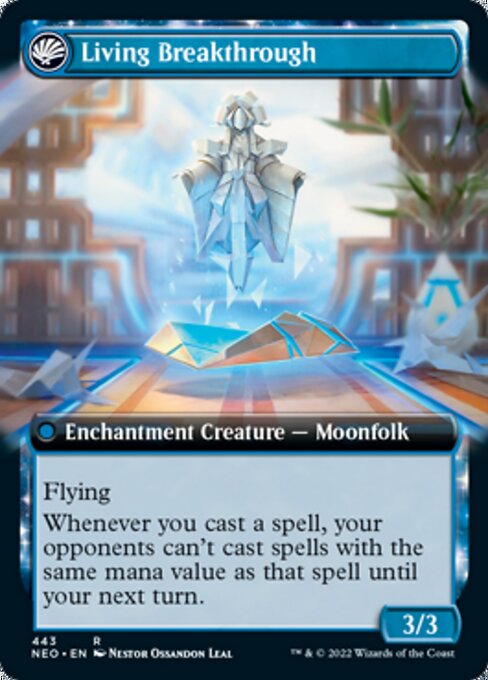 Living Breakthrough
Enchantment Creature — Moonfolk
Flying
Whenever you cast a spell, your
opponents can't cast spells with the
same mana value as that spell until
your next turn.
3/3
443 R
NEO • EN Nestor Ossandon Leal
™ & © 2022 Wizards of the Coast